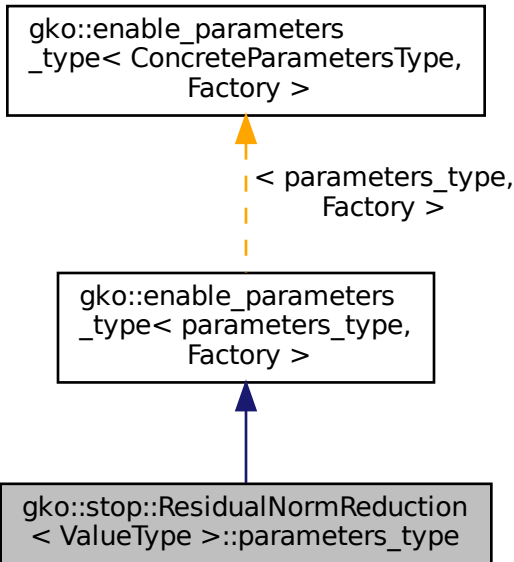 gko::enable_parameters
_type< ConcreteParametersType,
Factory >
< parameters_type,
Factory >
gko::enable_parameters
_type< parameters_type,
Factory >
gko::stop::ResidualNormReduction
< ValueType >::parameters_type